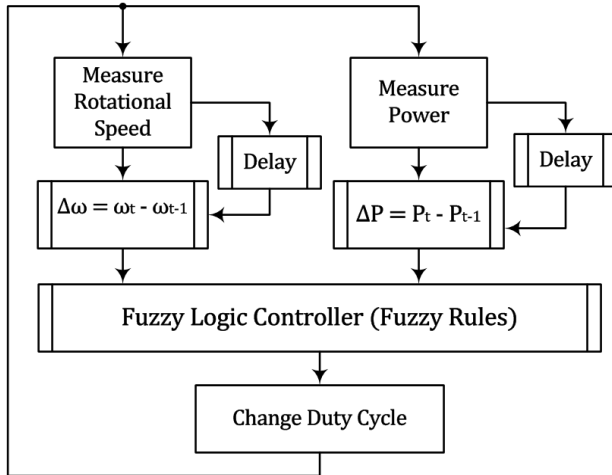 Measure
Rotational
Speed
Measure
Power
Delay
Delay
Δω = ωt - ωt-1
ΔP = Pt - Pt-1
Fuzzy Logic Controller (Fuzzy Rules)
Change Duty Cycle